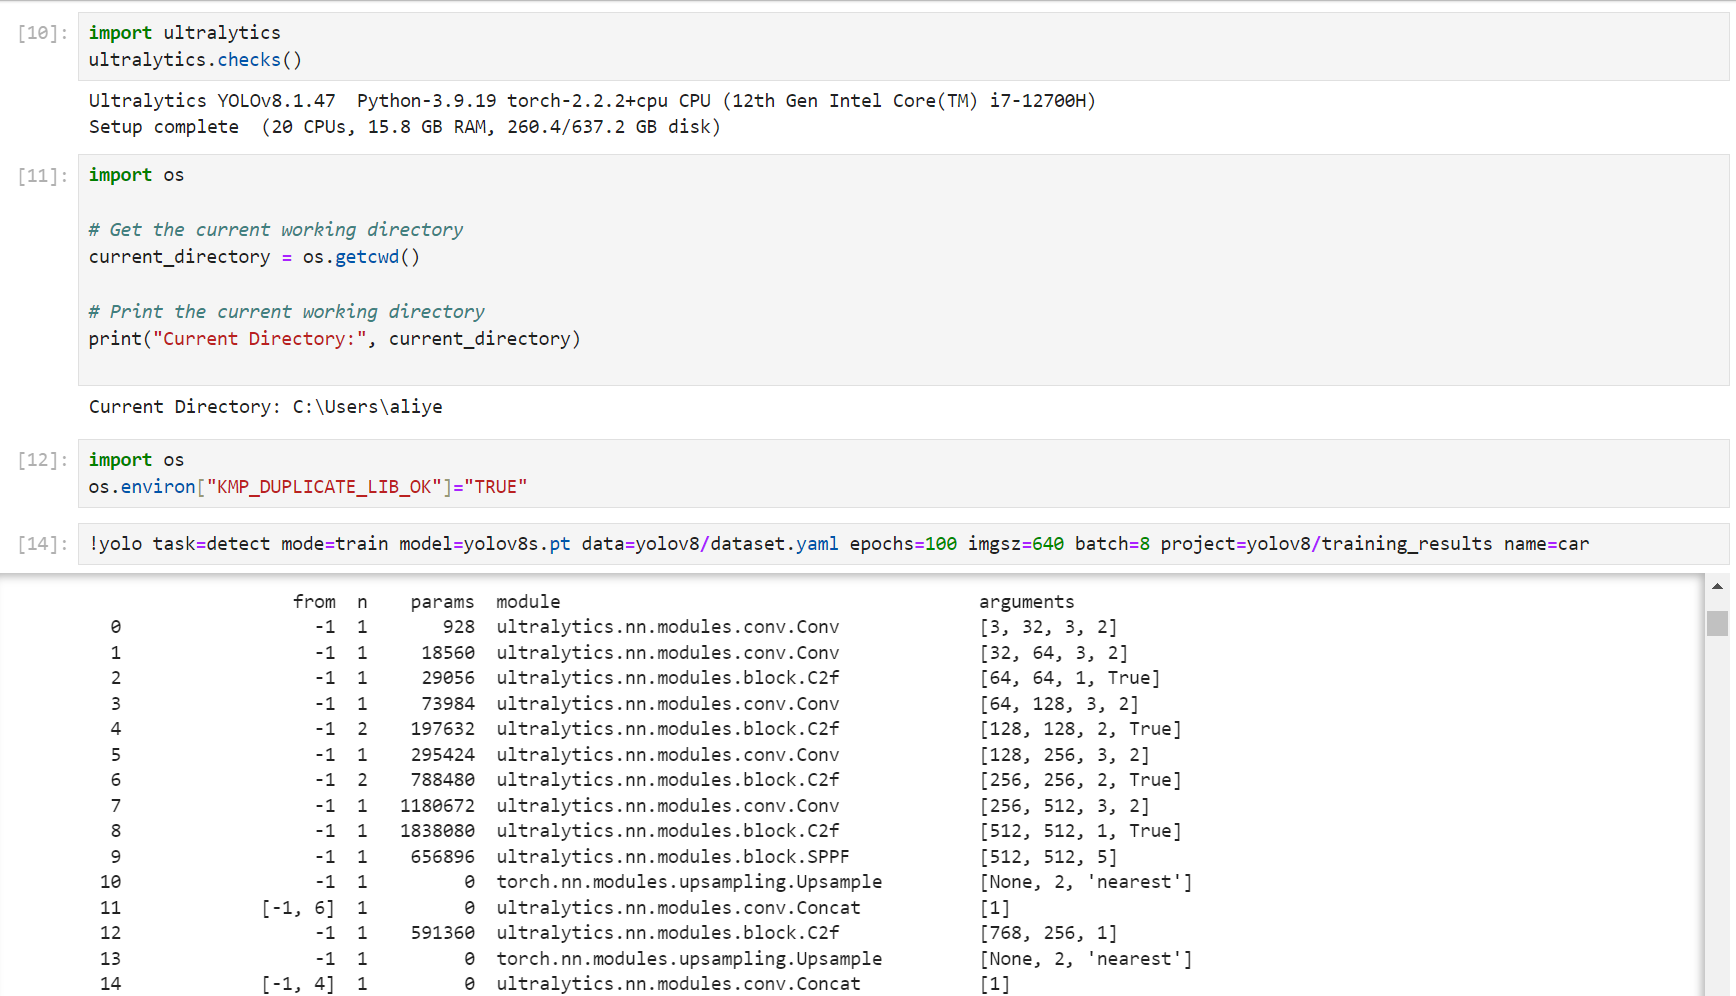 [10]: import ultralytics
ultralytics.checks()
Ultralytics YOLOv8.1.47  Python-3.9.19 torch-2.2.2+cpu CPU (12th Gen Intel Core(TM) i7-12700H)
Setup complete  (20 CPUs, 15.8 GB RAM, 260.4/637.2 GB disk)
[11]: import os
# Get the current working directory
current_directory = os.getcwd()
# Print the current working directory
print("Current Directory:", current_directory)
Current Directory: C:\Users\aliye
[12]: import os
os.environ["KMP_DUPLICATE_LIB_OK"]="TRUE"
[14]: !yolo task=detect mode=train model=yolov8s.pt data=yolov8/dataset.yaml epochs=100 imgsz=640 batch=8 project=yolov8/training_results name=car
from  n    params  module                                       arguments
0                  -1  1       928  ultralytics.nn.modules.conv.Conv             [3, 32, 3, 2]
1                  -1  1     18560  ultralytics.nn.modules.conv.Conv             [32, 64, 3, 2]
2                  -1  1     29056  ultralytics.nn.modules.block.C2f             [64, 64, 1, True]
3                  -1  1     73984  ultralytics.nn.modules.conv.Conv             [64, 128, 3, 2]
4                  -1  2    197632  ultralytics.nn.modules.block.C2f             [128, 128, 2, True]
5                  -1  1    295424  ultralytics.nn.modules.conv.Conv             [128, 256, 3, 2]
6                  -1  2    788480  ultralytics.nn.modules.block.C2f             [256, 256, 2, True]
7                  -1  1   1180672  ultralytics.nn.modules.conv.Conv             [256, 512, 3, 2]
8                  -1  1   1838080  ultralytics.nn.modules.block.C2f             [512, 512, 1, True]
9                  -1  1    656896  ultralytics.nn.modules.block.SPPF            [512, 512, 5]
10                  -1  1         0  torch.nn.modules.upsampling.Upsample         [None, 2, 'nearest']
11             [-1, 6]  1         0  ultralytics.nn.modules.conv.Concat           [1]
12                  -1  1    591360  ultralytics.nn.modules.block.C2f             [768, 256, 1]
13                  -1  1         0  torch.nn.modules.upsampling.Upsample         [None, 2, 'nearest']
14             [-1, 4]  1         0  ultralytics.nn.modules.conv.Concat           [1]